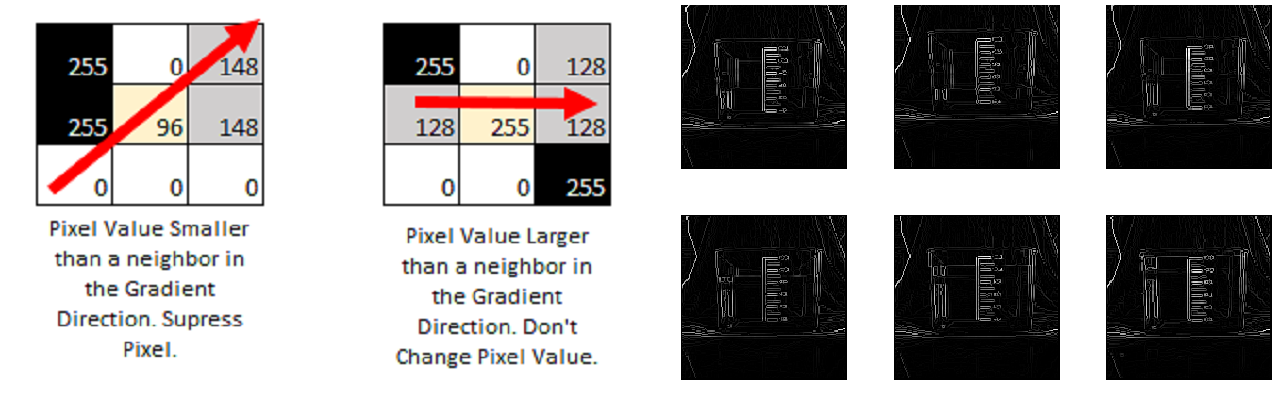 255 0 148
255 96 148
0 0 0
Pixel Value Smaller
than a neighbor in
the Gradient
Direction. Supress
Pixel.
255 0 128
128 255 128
0 0 255
Pixel Value Larger
than a neighbor in
the Gradient
Direction. Don't
Change Pixel Value.